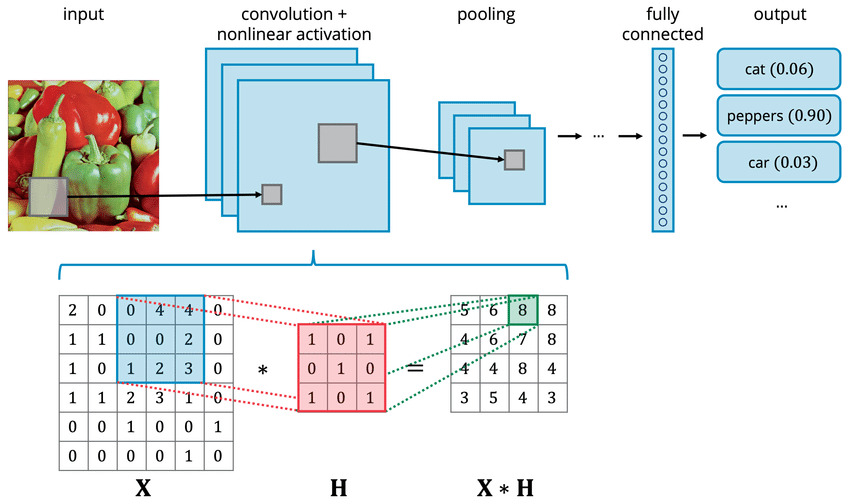 input
convolution +
nonlinear activation
pooling
fully
connected
output
cat (0.06)
peppers (0.90)
car (0.03)
...
...
2 0 0 4 4 0
1 1 0 0 2 0
1 0 1 2 3 0
1 1 2 3 1 0
0 0 1 0 0 1
0 0 0 0 1 0
*
1 0 1
0 1 0
1 0 1
=
5 6 8 8
4 6 7 8
4 4 8 4
3 5 4 3
X
H
X * H